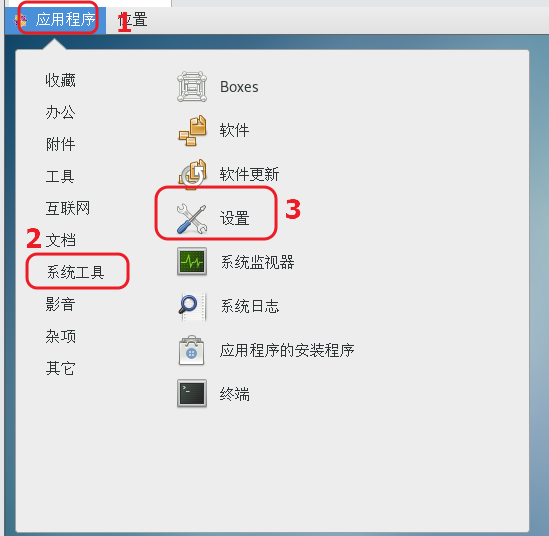 应用程序 1 位置
收藏
办公
附件
工具
互联网
2 文档
系统工具
影音
杂项
其它
Boxes
软件
软件更新
设置 3
系统监视器
系统日志
应用程序的安装程序
终端